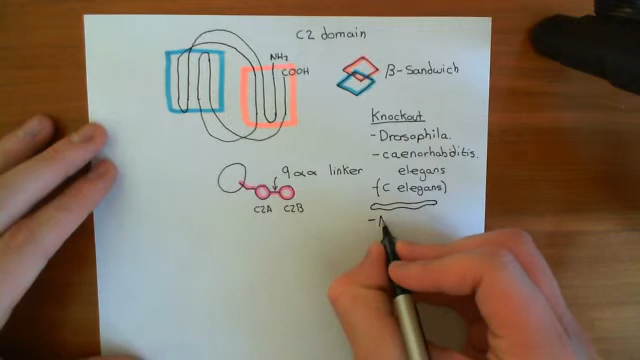 C2 domain
NH2
COOH
β-Sandwich
Knockout
-Drosophila.
-caenorhabditis.
elegans
-(C elegans)
9αα linker
C2A C2B
-